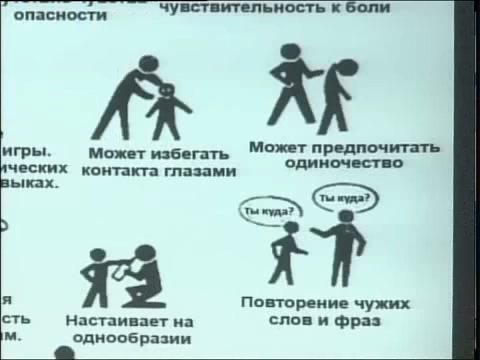 опасности
чувствительность к боли
игры.
Может избегать
контакта глазами
Может предпочитать
одиночество
Ты куда?
Ты куда?
Настаивает на
однообразии
Повторение чужих
слов и фраз